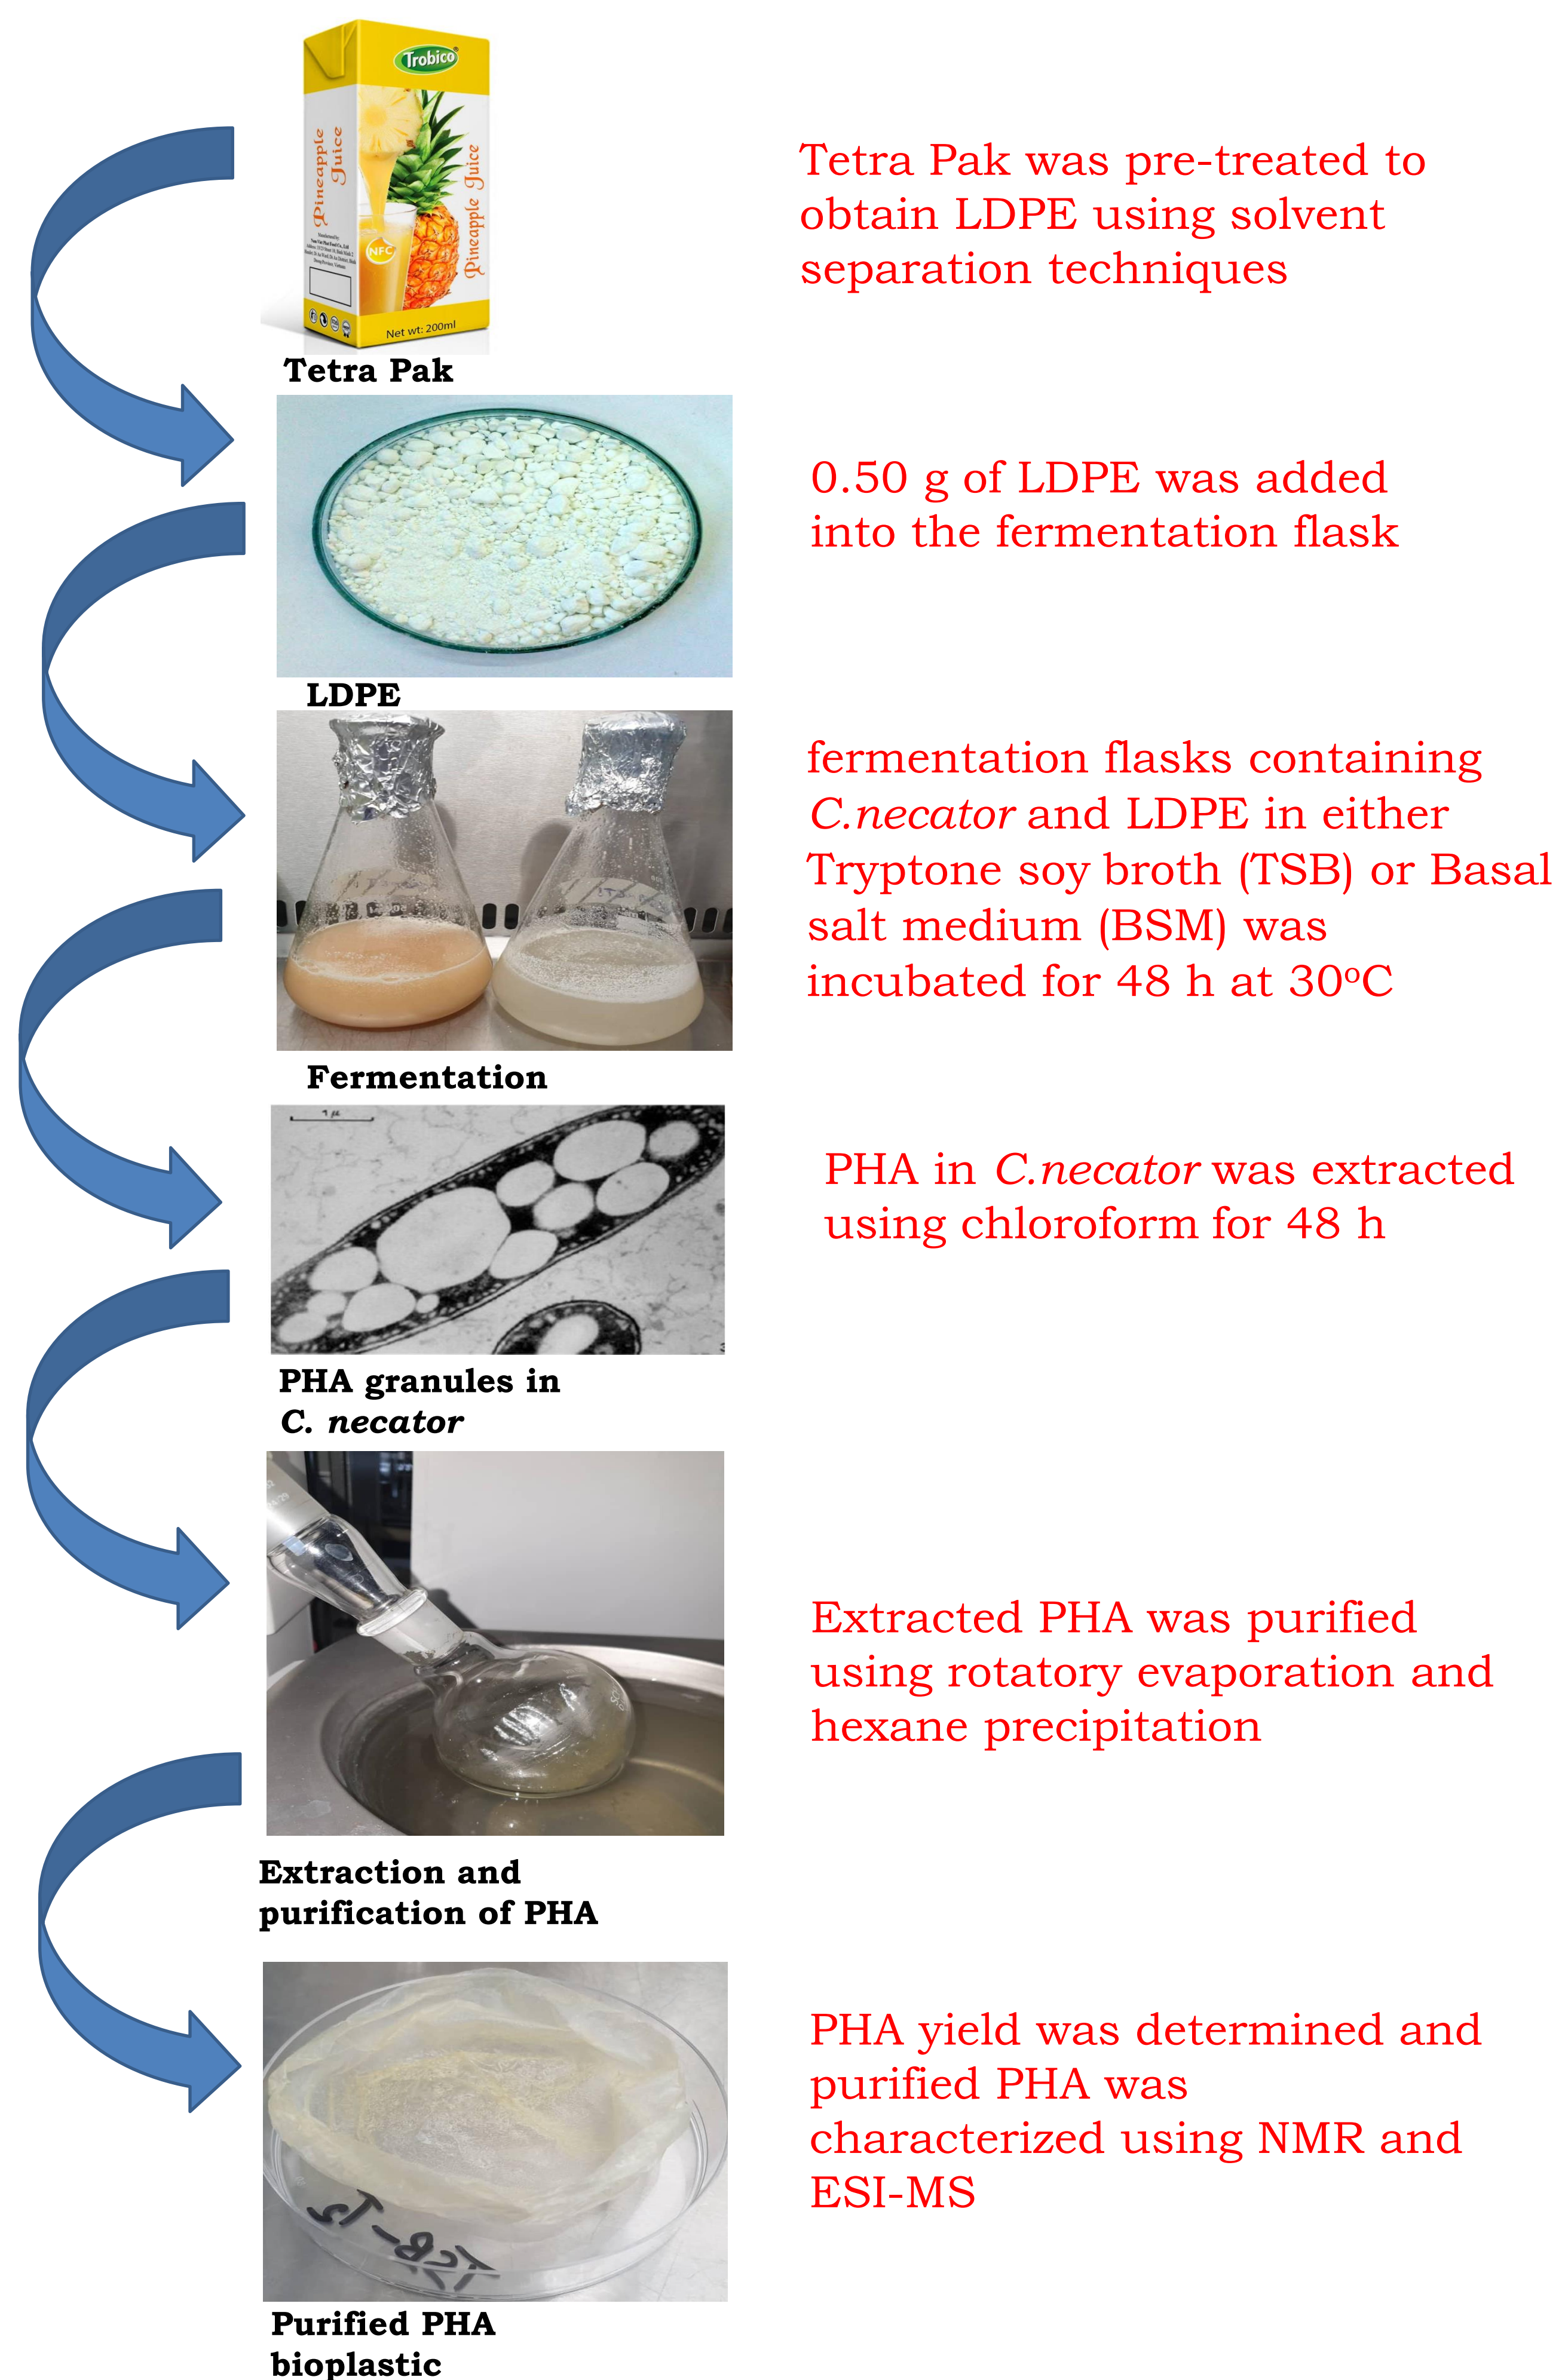 Trobico®
Pineapple
Juice
Pineapple Juice
NFC
Net wt: 200ml
Tetra Pak
Tetra Pak was pre-treated to
obtain LDPE using solvent
separation techniques
0.50 g of LDPE was added
into the fermentation flask
LDPE
fermentation flasks containing
C.necator and LDPE in either
Tryptone soy broth (TSB) or Basal
salt medium (BSM) was
incubated for 48 h at 30ºC
Fermentation
PHA in C.necator was extracted
using chloroform for 48 h
PHA granules in
C. necator
Extracted PHA was purified
using rotatory evaporation and
hexane precipitation
Extraction and
purification of PHA
PHA yield was determined and
purified PHA was
characterized using NMR and
ESI-MS
Purified PHA
bioplastic